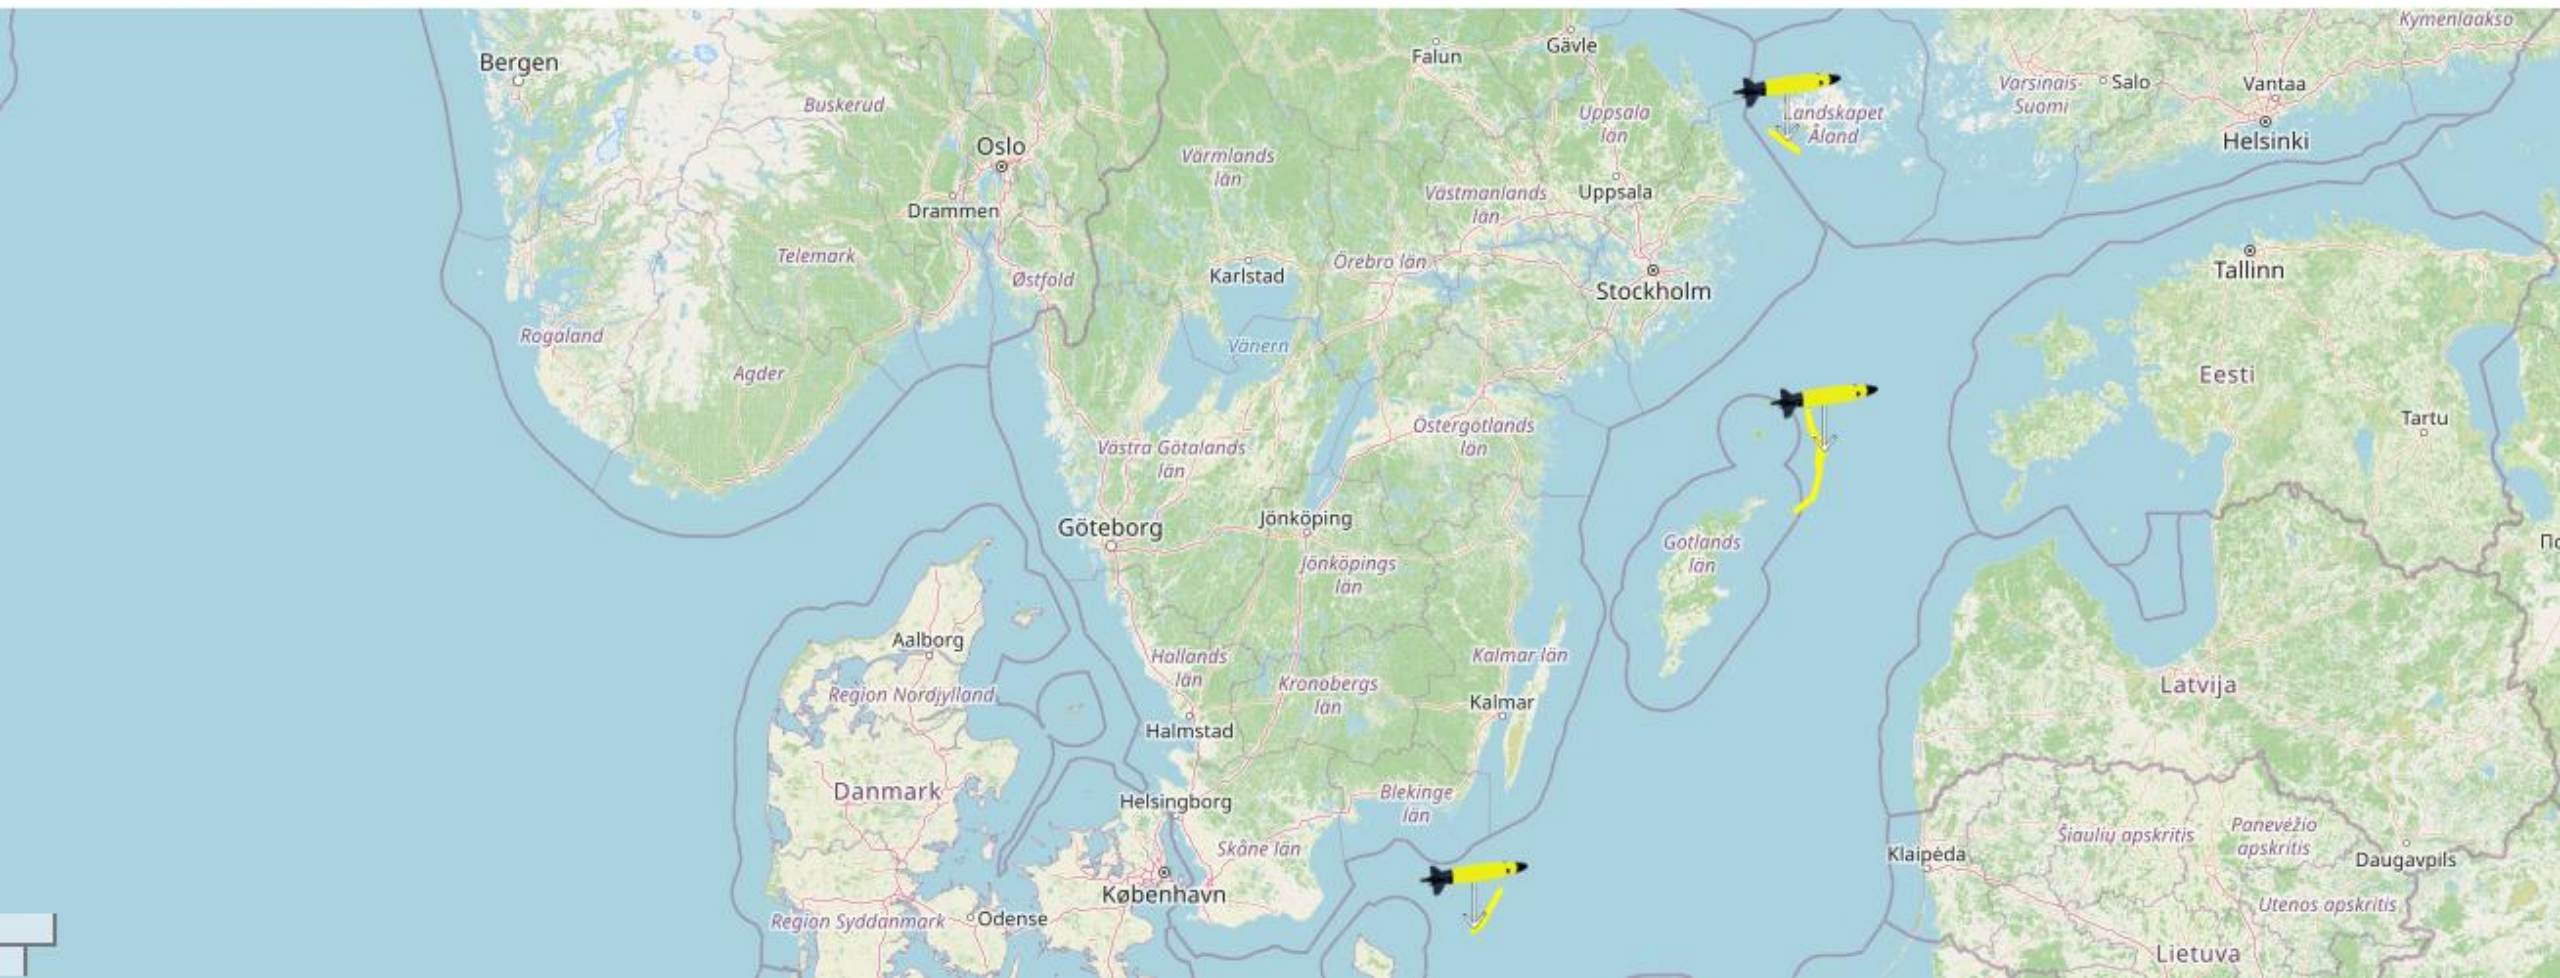 Kymenlaakso
Gävle
Falun
Bergen
Varsinais-
Suomi
Salo
Vantaa
Buskerud
Uppsala
län
Landskapet
Åland
Helsinki
Oslo
Värmlands
län
Västmanlands
län
Uppsala
Drammen
Telemark
Østfold
Karlstad
Örebro län
Stockholm
Tallinn
Rogaland
Vänern
Agder
Eesti
Tartu
Västra Götalands
län
Östergötlands
län
Göteborg
Jönköping
Jönköpings
län
Gotlands
län
Aalborg
Hallands
län
Kalmar län
Region Nordjylland
Kronobergs
län
Kalmar
Latvija
Halmstad
Danmark
Helsingborg
Blekinge
län
Skåne län
Klaipėda
Šiaulių apskritis
Panevėžio
apskritis
Daugavpils
København
Region Syddanmark
Odense
Utenos apskritis
Lietuva